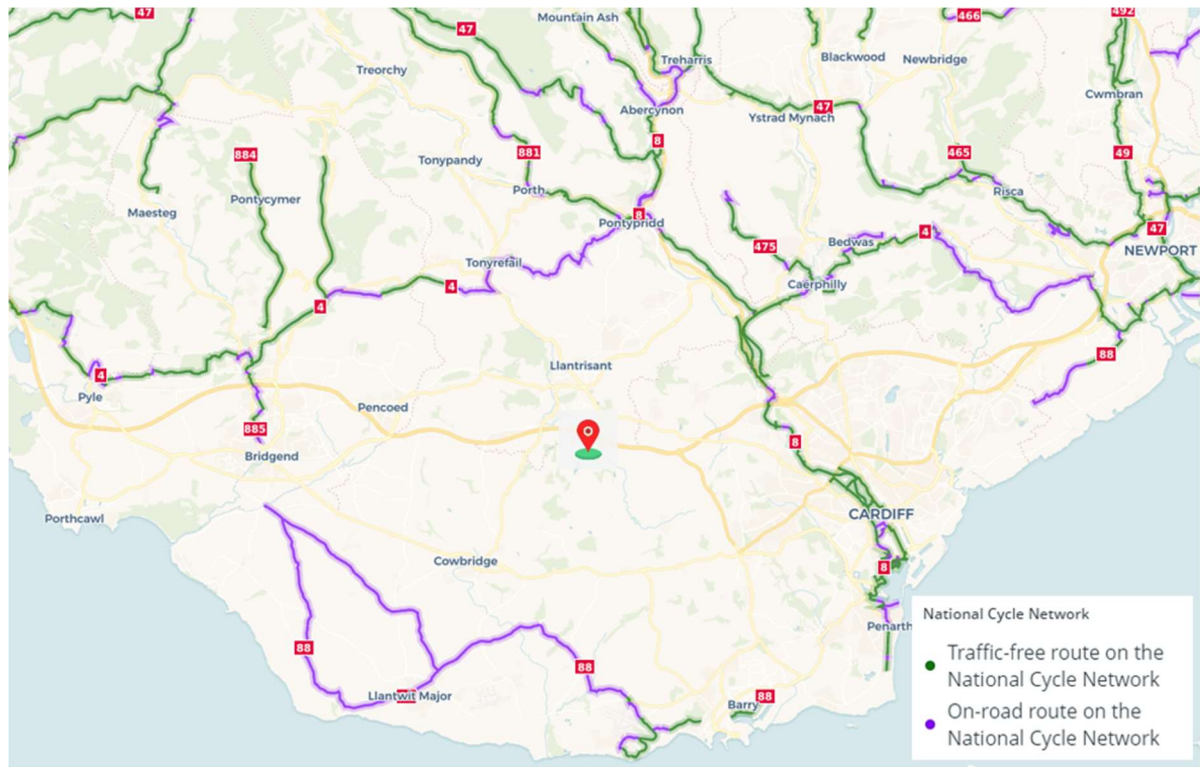 47
47
Mountain Ash
466
492
Treorchy
Treharris
Blackwood
Newbridge
Abercynon
47
Ystrad Mynach
Cwmbran
8
884
Tonypandy
881
465
49
Porth
Pontycymer
Maesteg
Risca
8
Pontypridd
475
Bedwas
4
47
NEWPORT
Tonyrefail
4
Caerphilly
4
88
Llantrisant
4
Pyle
Pencoed
885
Bridgend
8
Porthcawl
CARDIFF
Cowbridge
8
Penarth
88
88
Llantwit Major
Barry
88
National Cycle Network
Traffic-free route on the
National Cycle Network
On-road route on the
National Cycle Network